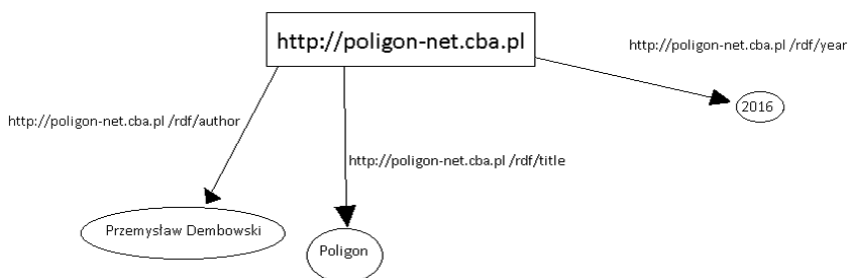 http://poligon-net.cba.pl
http://poligon-net.cba.pl /rdf/year
2016
http://poligon-net.cba.pl /rdf/author
http://poligon-net.cba.pl /rdf/title
Przemysław Dembowski
Poligon